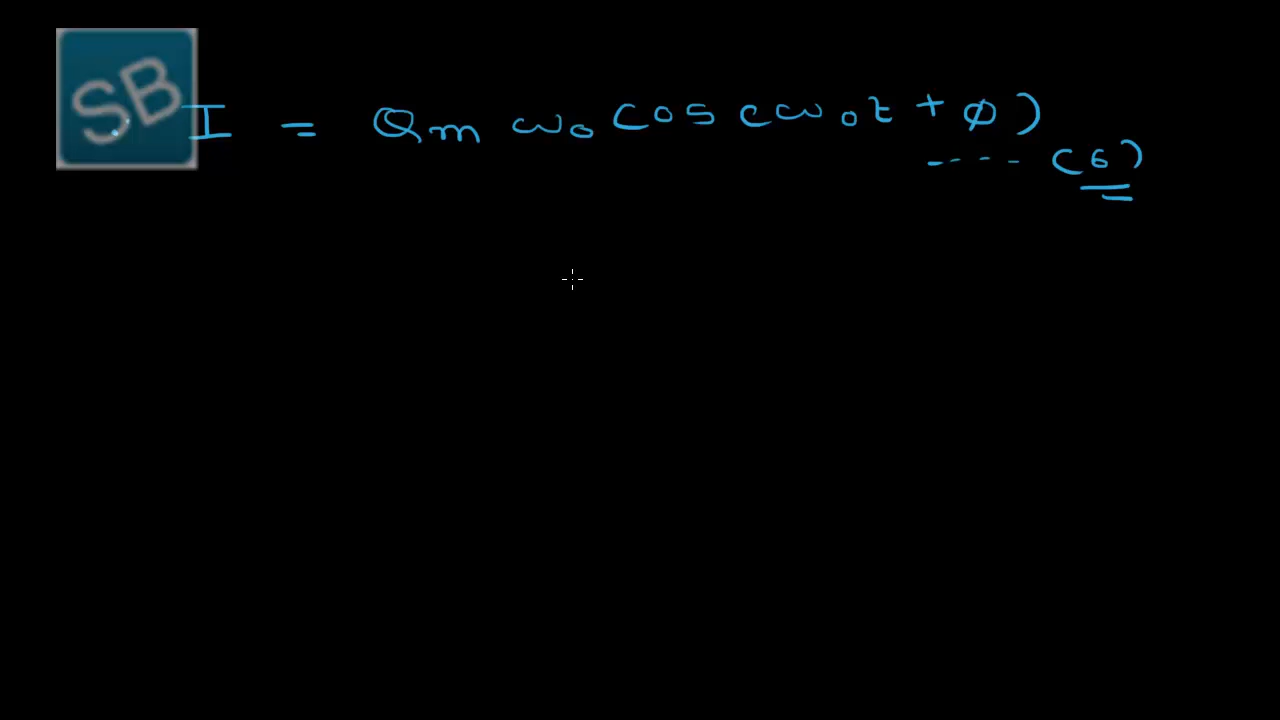 SB
I = Qm ω₀ cos(ω₀t + φ)
---- (6)